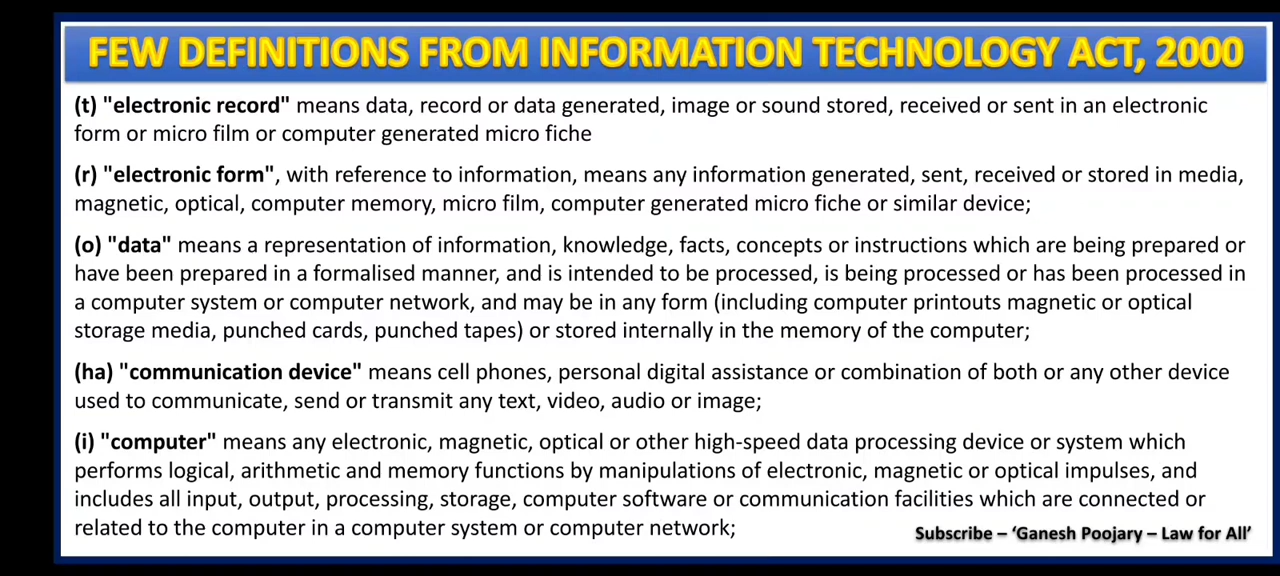 FEW DEFINITIONS FROM INFORMATION TECHNOLOGY ACT, 2000
(t) "electronic record" means data, record or data generated, image or sound stored, received or sent in an electronic
form or micro film or computer generated micro fiche
(r) "electronic form", with reference to information, means any information generated, sent, received or stored in media,
magnetic, optical, computer memory, micro film, computer generated micro fiche or similar device;
(o) "data" means a representation of information, knowledge, facts, concepts or instructions which are being prepared or
have been prepared in a formalised manner, and is intended to be processed, is being processed or has been processed in
a computer system or computer network, and may be in any form (including computer printouts magnetic or optical
storage media, punched cards, punched tapes) or stored internally in the memory of the computer;
(ha) "communication device" means cell phones, personal digital assistance or combination of both or any other device
used to communicate, send or transmit any text, video, audio or image;
(i) "computer" means any electronic, magnetic, optical or other high-speed data processing device or system which
performs logical, arithmetic and memory functions by manipulations of electronic, magnetic or optical impulses, and
includes all input, output, processing, storage, computer software or communication facilities which are connected or
related to the computer in a computer system or computer network;
Subscribe – ‘Ganesh Poojary – Law for All’